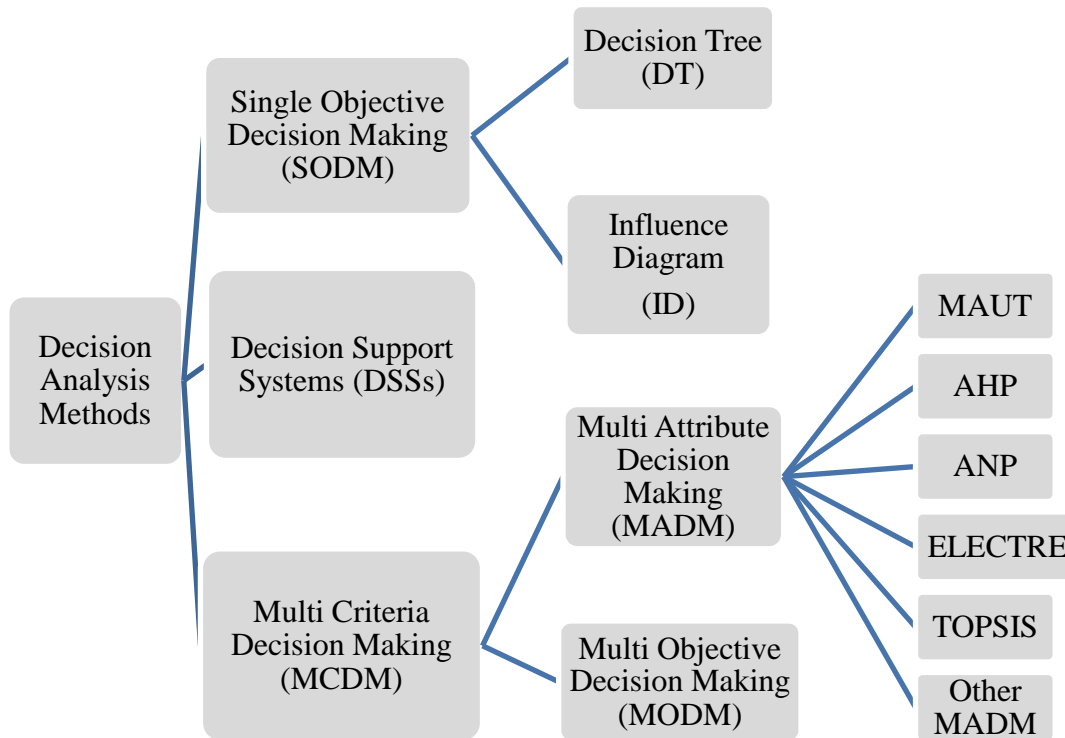 Decision
Analysis
Methods
Single Objective
Decision Making
(SODM)
Decision Tree
(DT)
Influence
Diagram
(ID)
Decision Support
Systems (DSSs)
Multi Criteria
Decision Making
(MCDM)
Multi Attribute
Decision
Making
(MADM)
MAUT
AHP
ANP
ELECTRE
TOPSIS
Other
MADM
Multi Objective
Decision Making
(MODM)